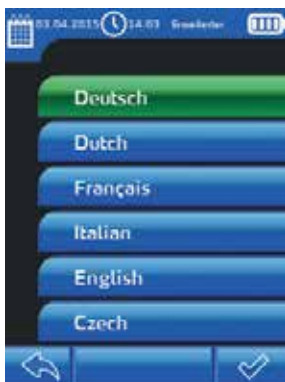 03.04.2015 14:03
Deutsch
Dutch
Français
Italian
English
Czech